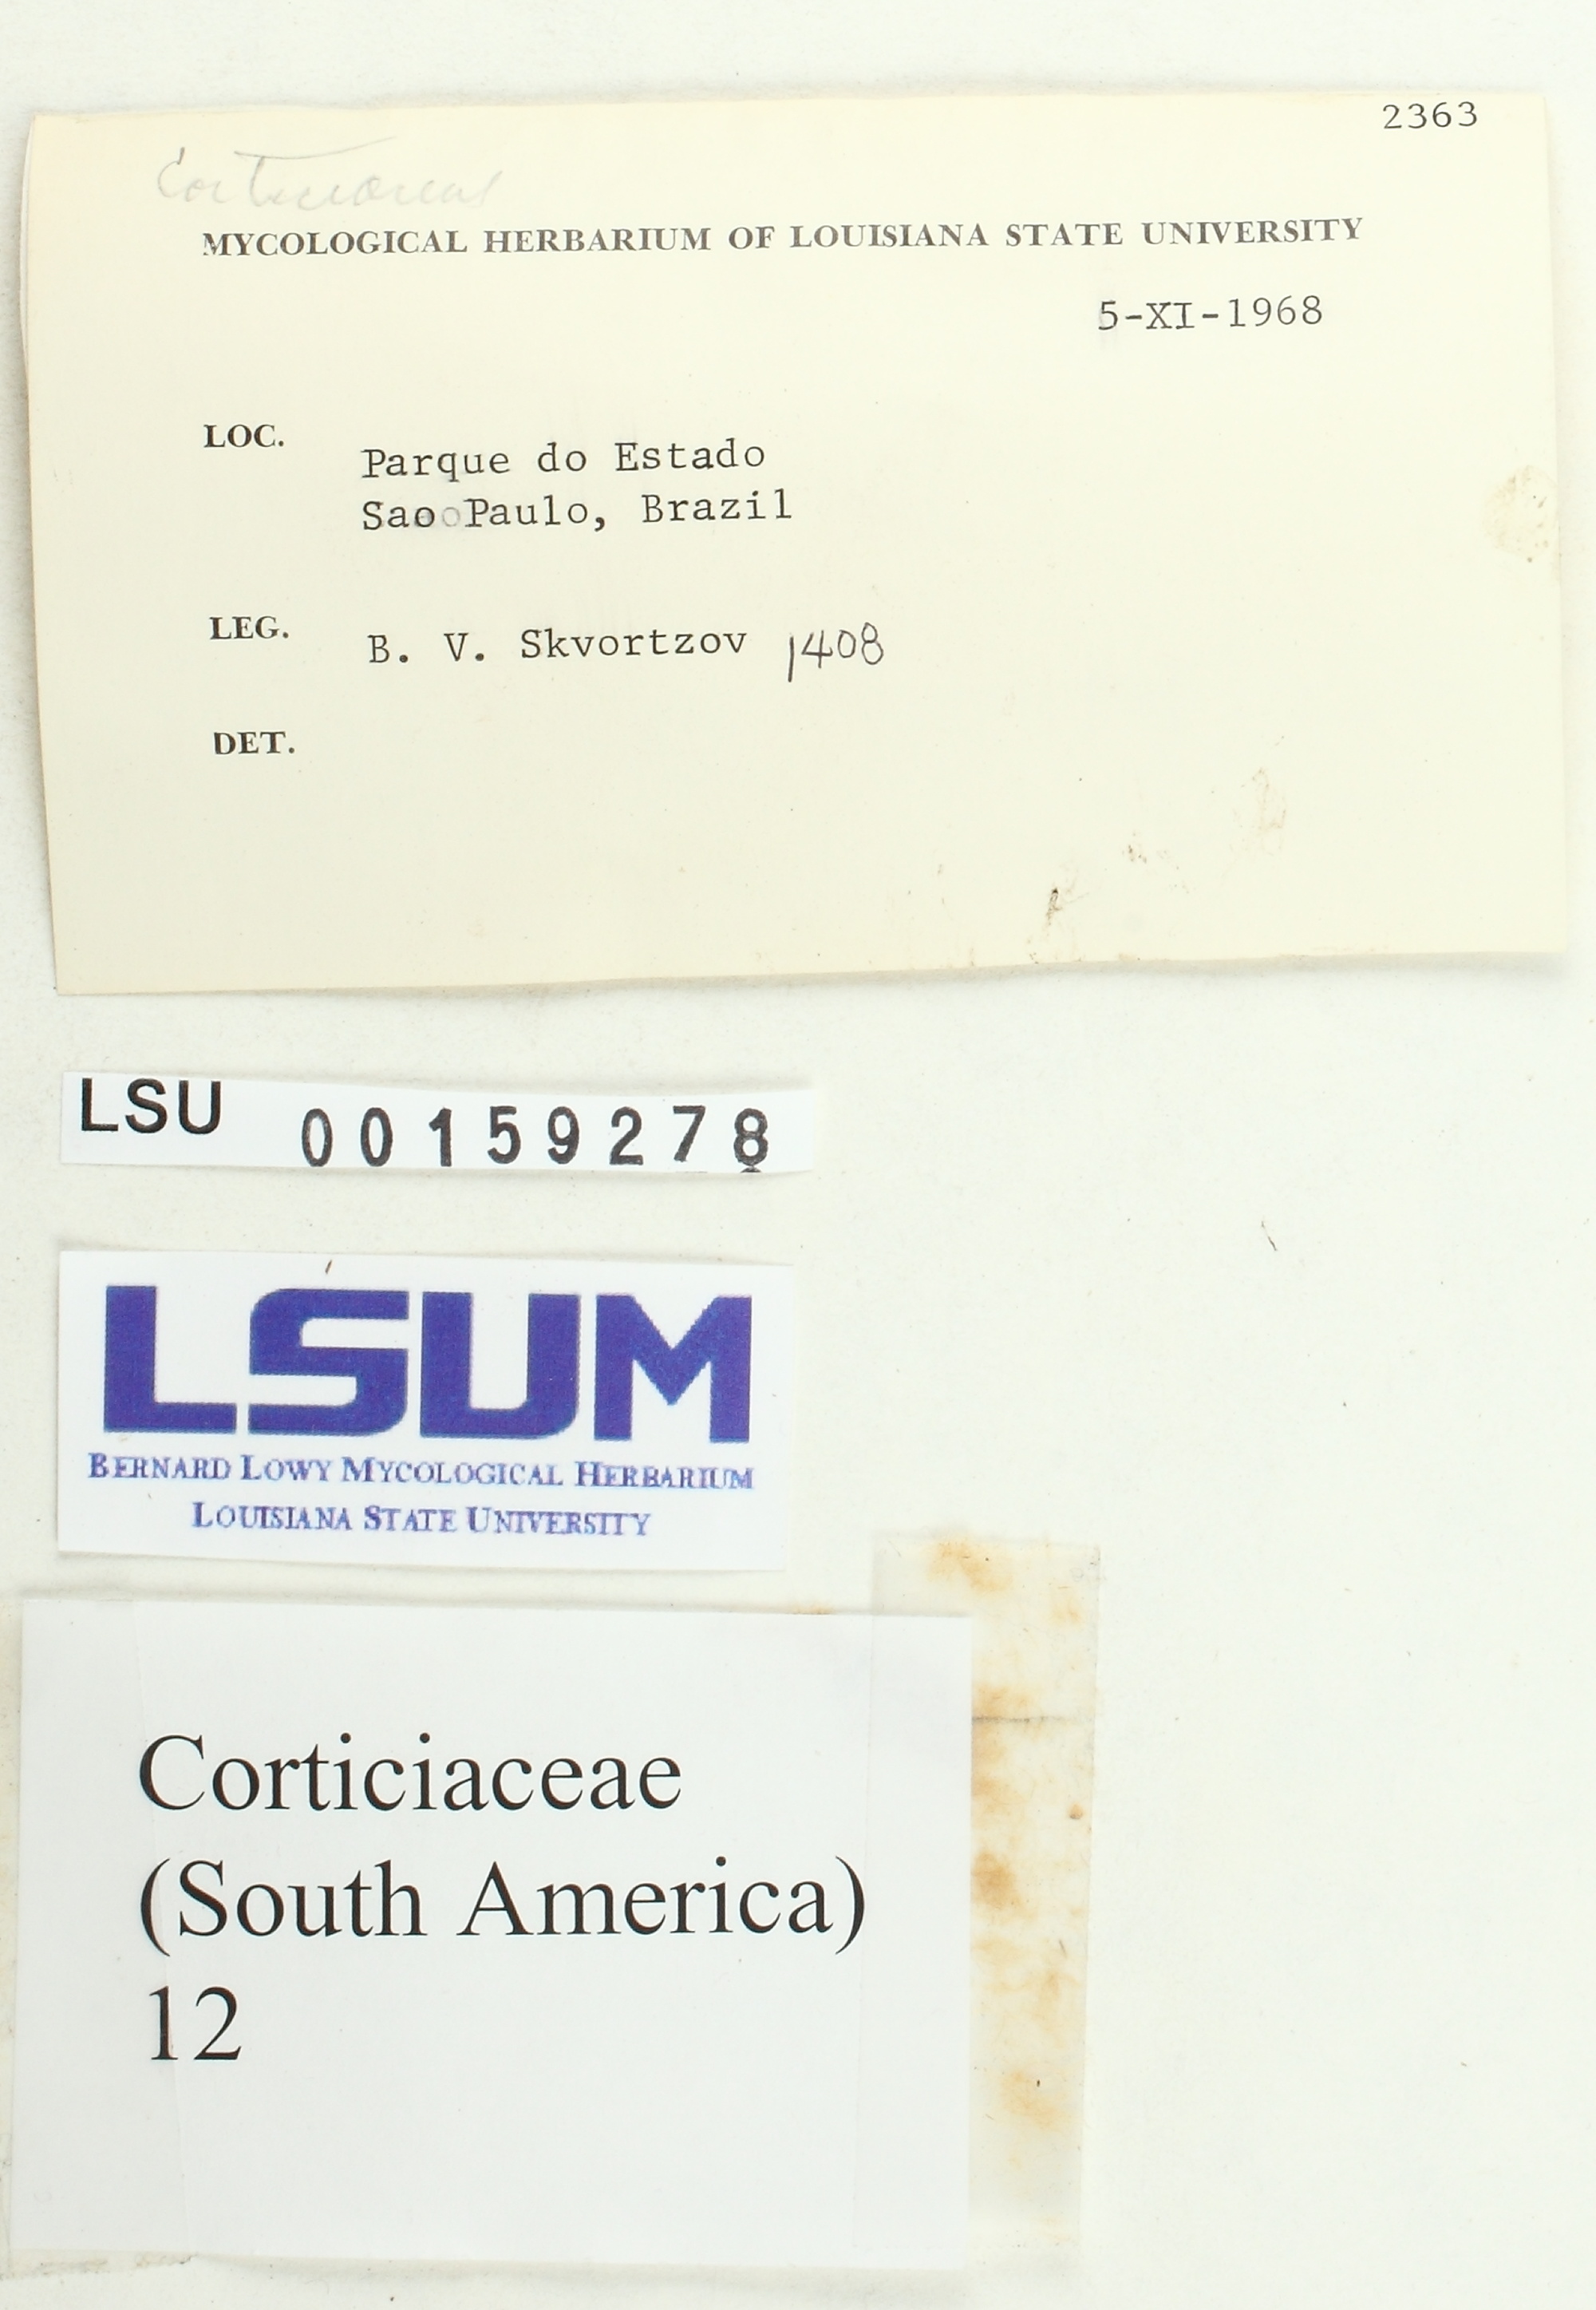 2363
MYCOLOGICAL HERBARIUM OF LOUISIANA STATE UNIVERSITY
5-XI-1968
LOC.
Parque do Estado
Sao Paulo, Brazil
LEG. B. V. Skvortzov 1408
DET.
LSU 00159278
LSUM
BERNARD LOWY MYCOLOGICAL HERBARIUM
LOUISIANA STATE UNIVERSITY
Corticiaceae
(South America)
12